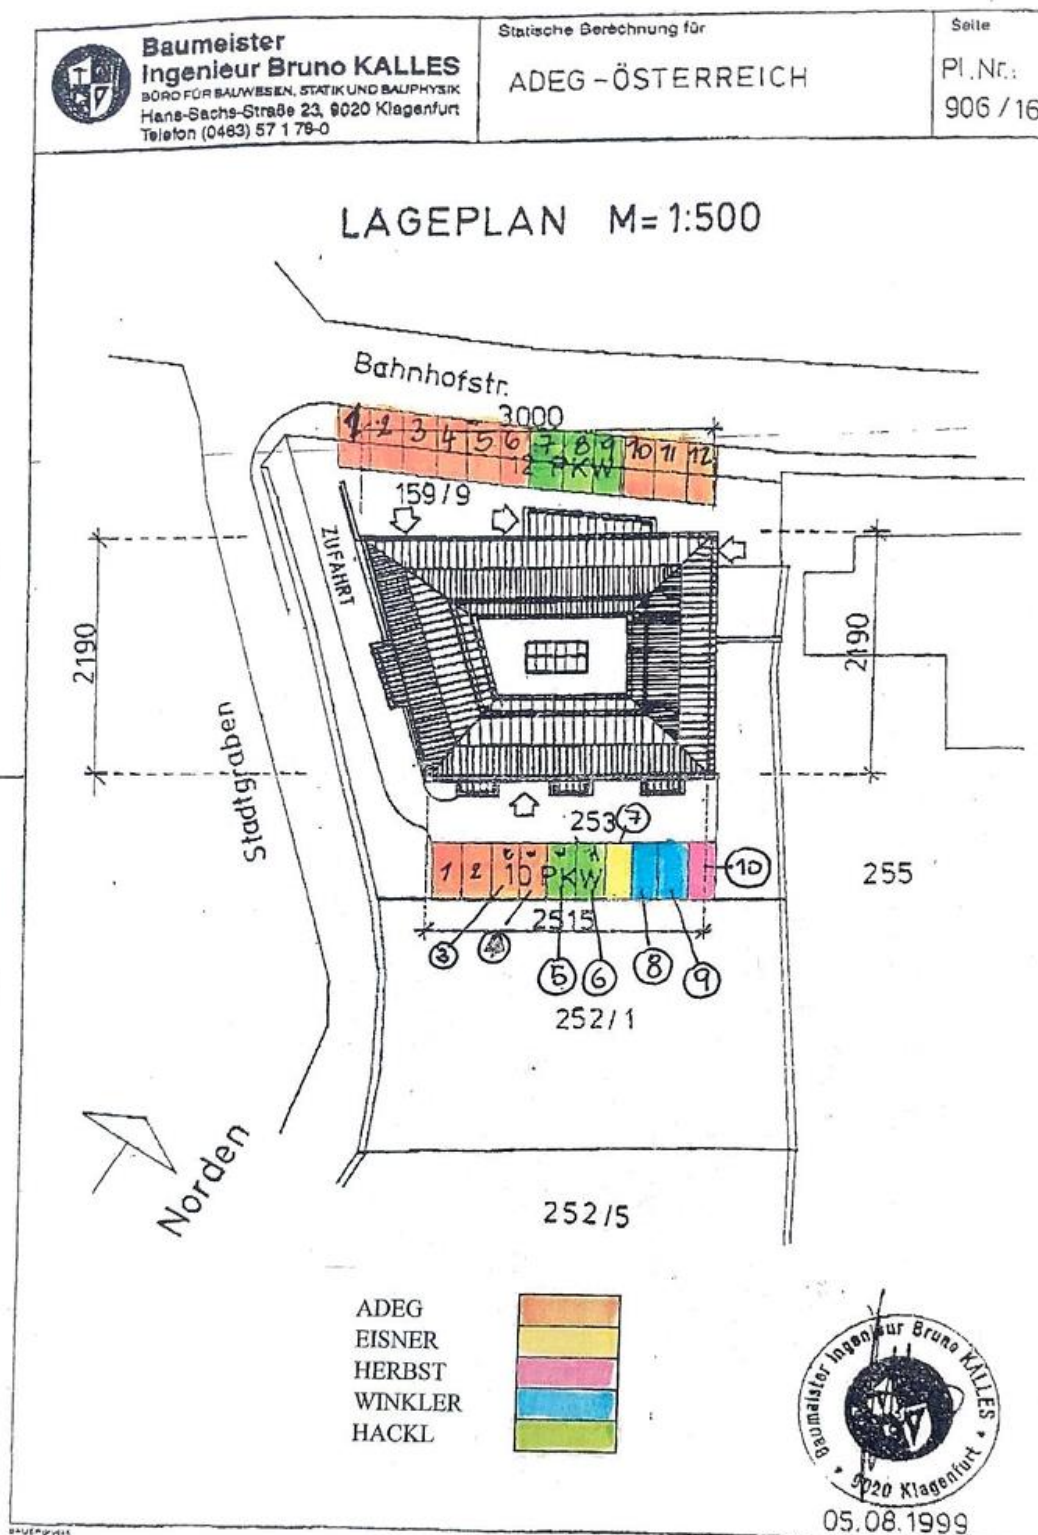 Baumeister
Ingenieur Bruno KALLES
BÜRO FÜR BAUWESEN, STATIK UND BAUPHYSIK
Hans-Sachs-Straße 23, 9020 Klagenfurt
Telefon (0463) 57 1 79-0
Statische Berechnung für
ADEG-ÖSTERREICH
Seite
Pl.Nr.:
906 / 16
LAGEPLAN M= 1:500
Bahnhofstr.
3000
1 2 3 4 5 6 7 8 9 10 11 12
12 PKW
159/9
ZUFAHRT
2190
2190
Stadtgraben
253 7
1 2 10 PKW
10
255
2515
3 4 5 6 8 9
252/1
Norden
252/5
ADEG
EISNER
HERBST
WINKLER
HACKL
Baumeister Ingenieur Bruno KALLES
9020 Klagenfurt
05.08.1999